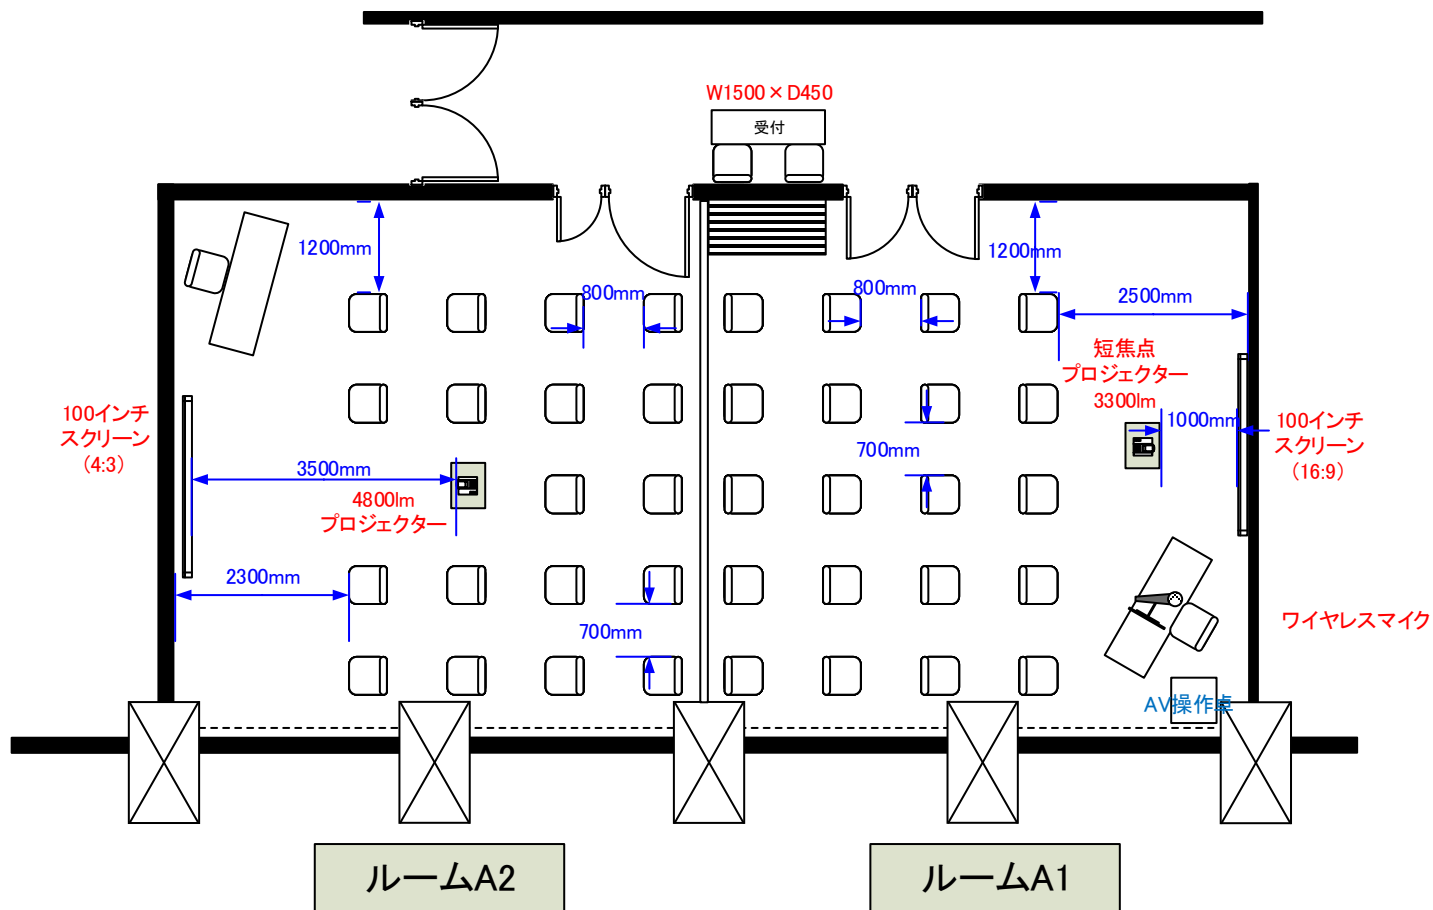 W1500×D450
受付
1200mm
800mm
800mm
1200mm
2500mm
短焦点
プロジェクター
3300lm
1000mm
100インチ
スクリーン
(4:3)
100インチ
スクリーン
(16:9)
3500mm
4800lm
プロジェクター
700mm
2300mm
700mm
ワイヤレスマイク
AV操作卓
ルームA2
ルームA1